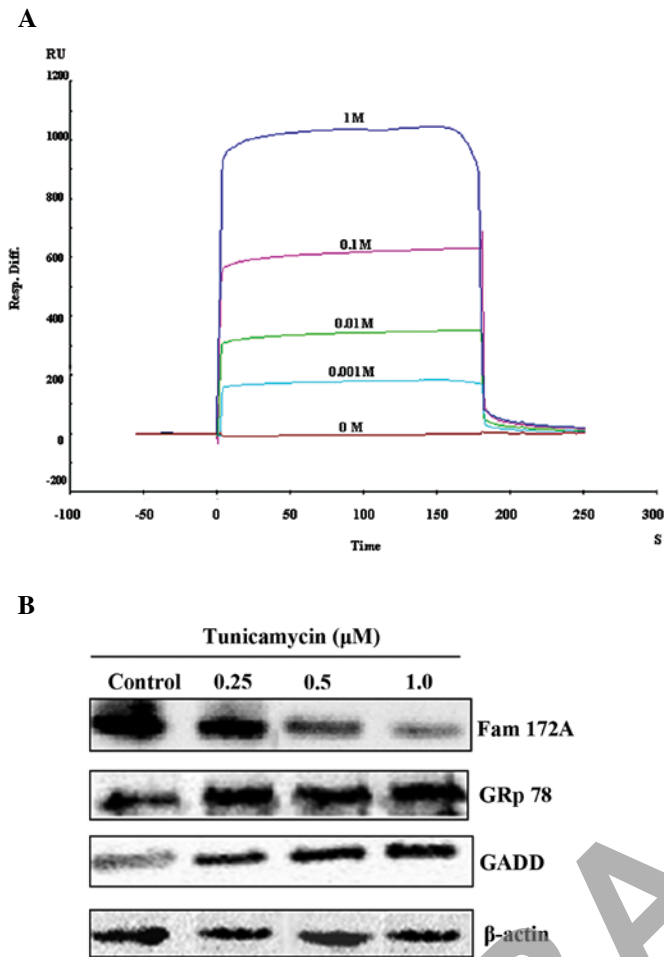 A
RU
1200
1000
800
600
400
200
0
-200
Resp. Diff.
1M
0.1M
0.01M
0.001M
0 M
-100 -50 0 50 100 150 200 250 300
Time S
B
Tunicamycin (μM)
Control 0.25 0.5 1.0
Fam 172A
GRp 78
GADD
β-actin